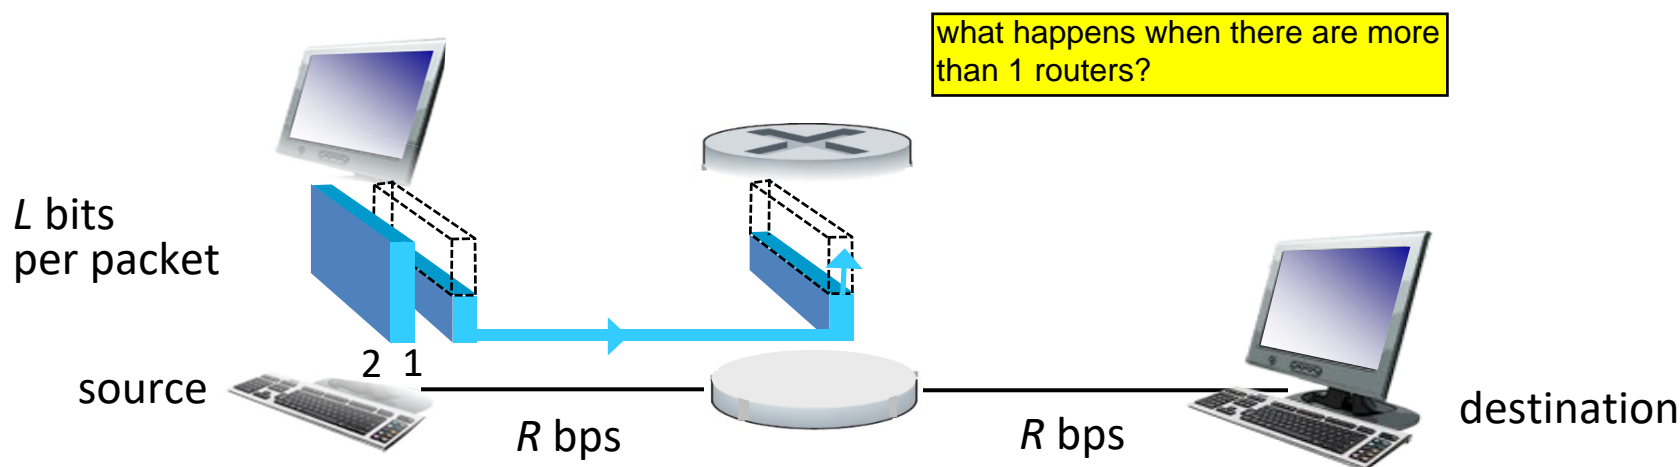 what happens when there are more
than 1 routers?
L bits
per packet
2 1
source
R bps
R bps
destination